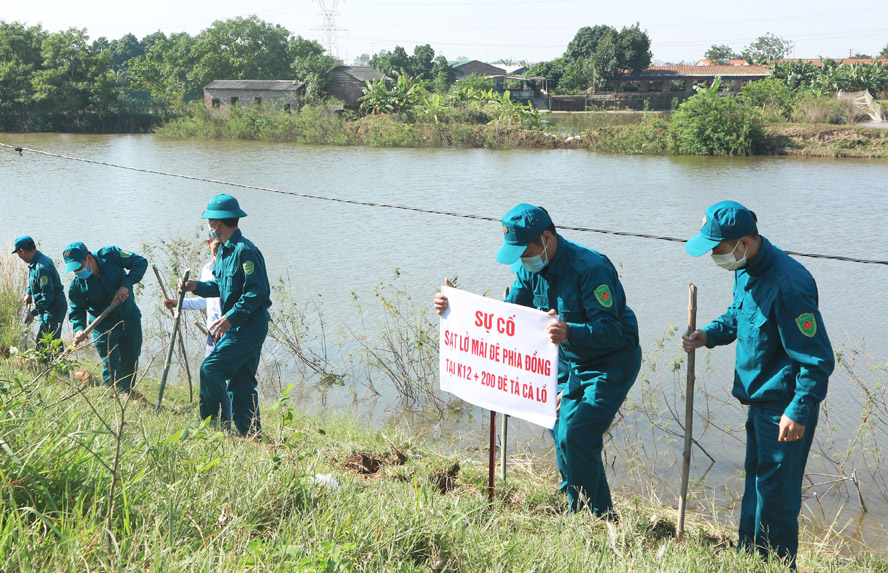 SỰ CỐ
SẠT LỞ MÁI ĐÊ PHÍA ĐỒNG
TẠI K12 + 200 ĐÊ TẢ CÀ LỒ